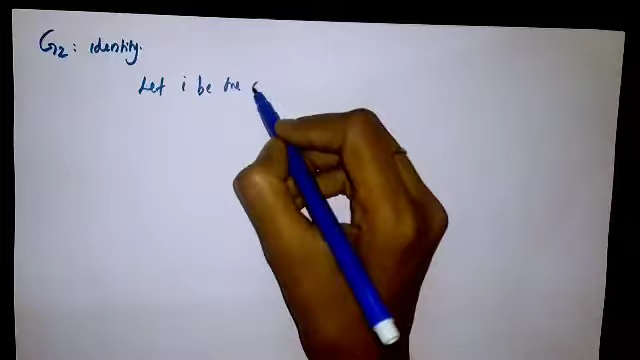 G₂: identity.
Let i be the